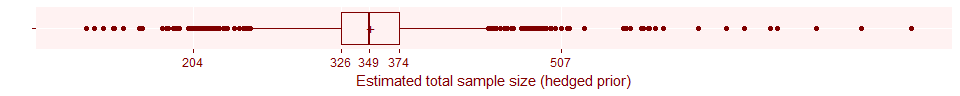 204 326 349 374 507
Estimated total sample size (hedged prior)